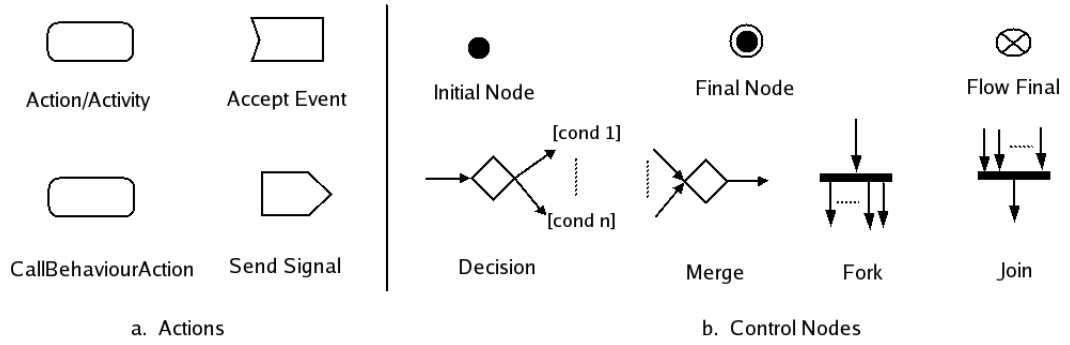 Action/Activity
Accept Event
CallBehaviourAction
Send Signal
a. Actions
Initial Node
Final Node
Flow Final
[cond 1]
[cond n]
Decision
Merge
Fork
Join
b. Control Nodes